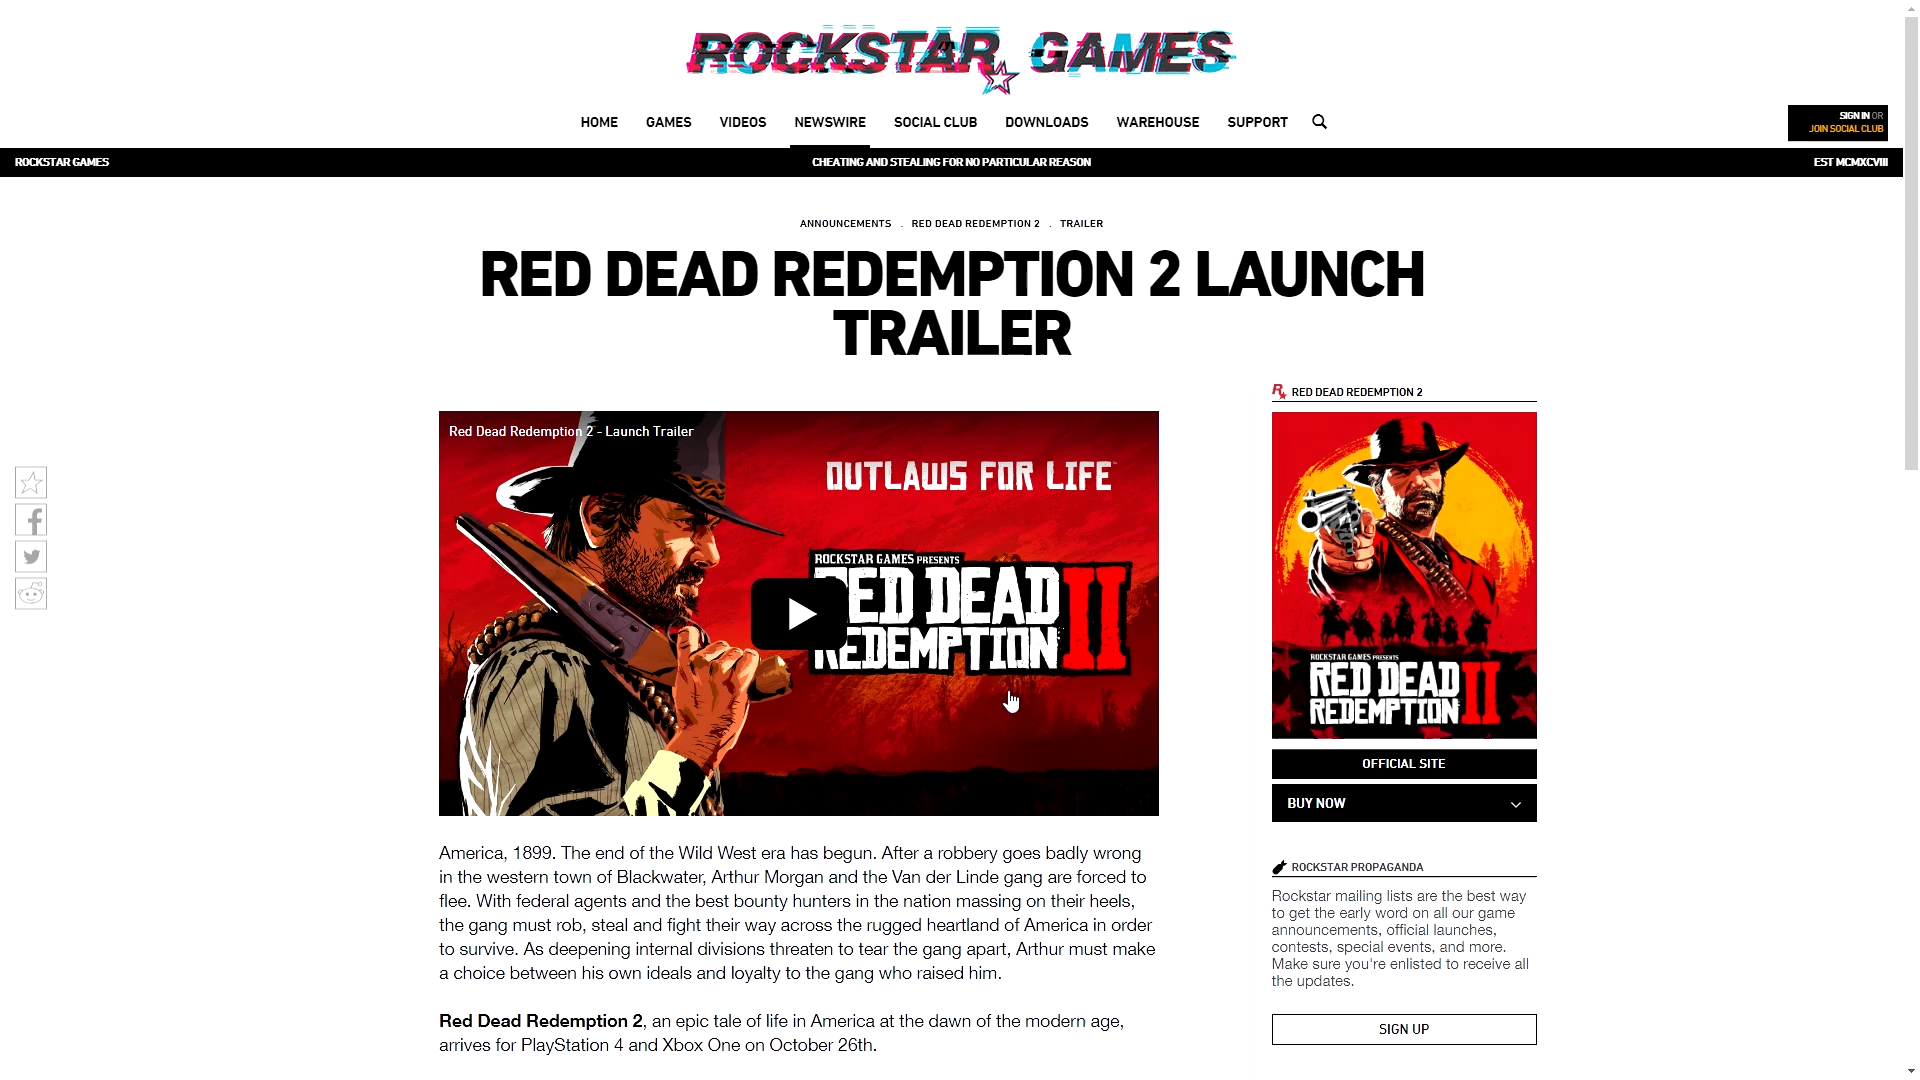 ROCKSTAR GAMES
HOME GAMES VIDEOS NEWSWIRE SOCIAL CLUB DOWNLOADS WAREHOUSE SUPPORT
SIGN IN OR
JOIN SOCIAL CLUB
ROCKSTAR GAMES CHEATING AND STEALING FOR NO PARTICULAR REASON EST MCMXCVIII
ANNOUNCEMENTS . RED DEAD REDEMPTION 2 . TRAILER
RED DEAD REDEMPTION 2 LAUNCH
TRAILER
Red Dead Redemption 2 - Launch Trailer
OUTLAWS FOR LIFE
ROCKSTAR GAMES PRESENTS
RED DEAD
REDEMPTION II
America, 1899. The end of the Wild West era has begun. After a robbery goes badly wrong
in the western town of Blackwater, Arthur Morgan and the Van der Linde gang are forced to
flee. With federal agents and the best bounty hunters in the nation massing on their heels,
the gang must rob, steal and fight their way across the rugged heartland of America in order
to survive. As deepening internal divisions threaten to tear the gang apart, Arthur must make
a choice between his own ideals and loyalty to the gang who raised him.
Red Dead Redemption 2, an epic tale of life in America at the dawn of the modern age,
arrives for PlayStation 4 and Xbox One on October 26th.
RED DEAD REDEMPTION 2
ROCKSTAR GAMES PRESENTS
RED DEAD
REDEMPTION II
OFFICIAL SITE
BUY NOW
ROCKSTAR PROPAGANDA
Rockstar mailing lists are the best way
to get the early word on all our game
announcements, official launches,
contests, special events, and more.
Make sure you're enlisted to receive all
the updates.
SIGN UP